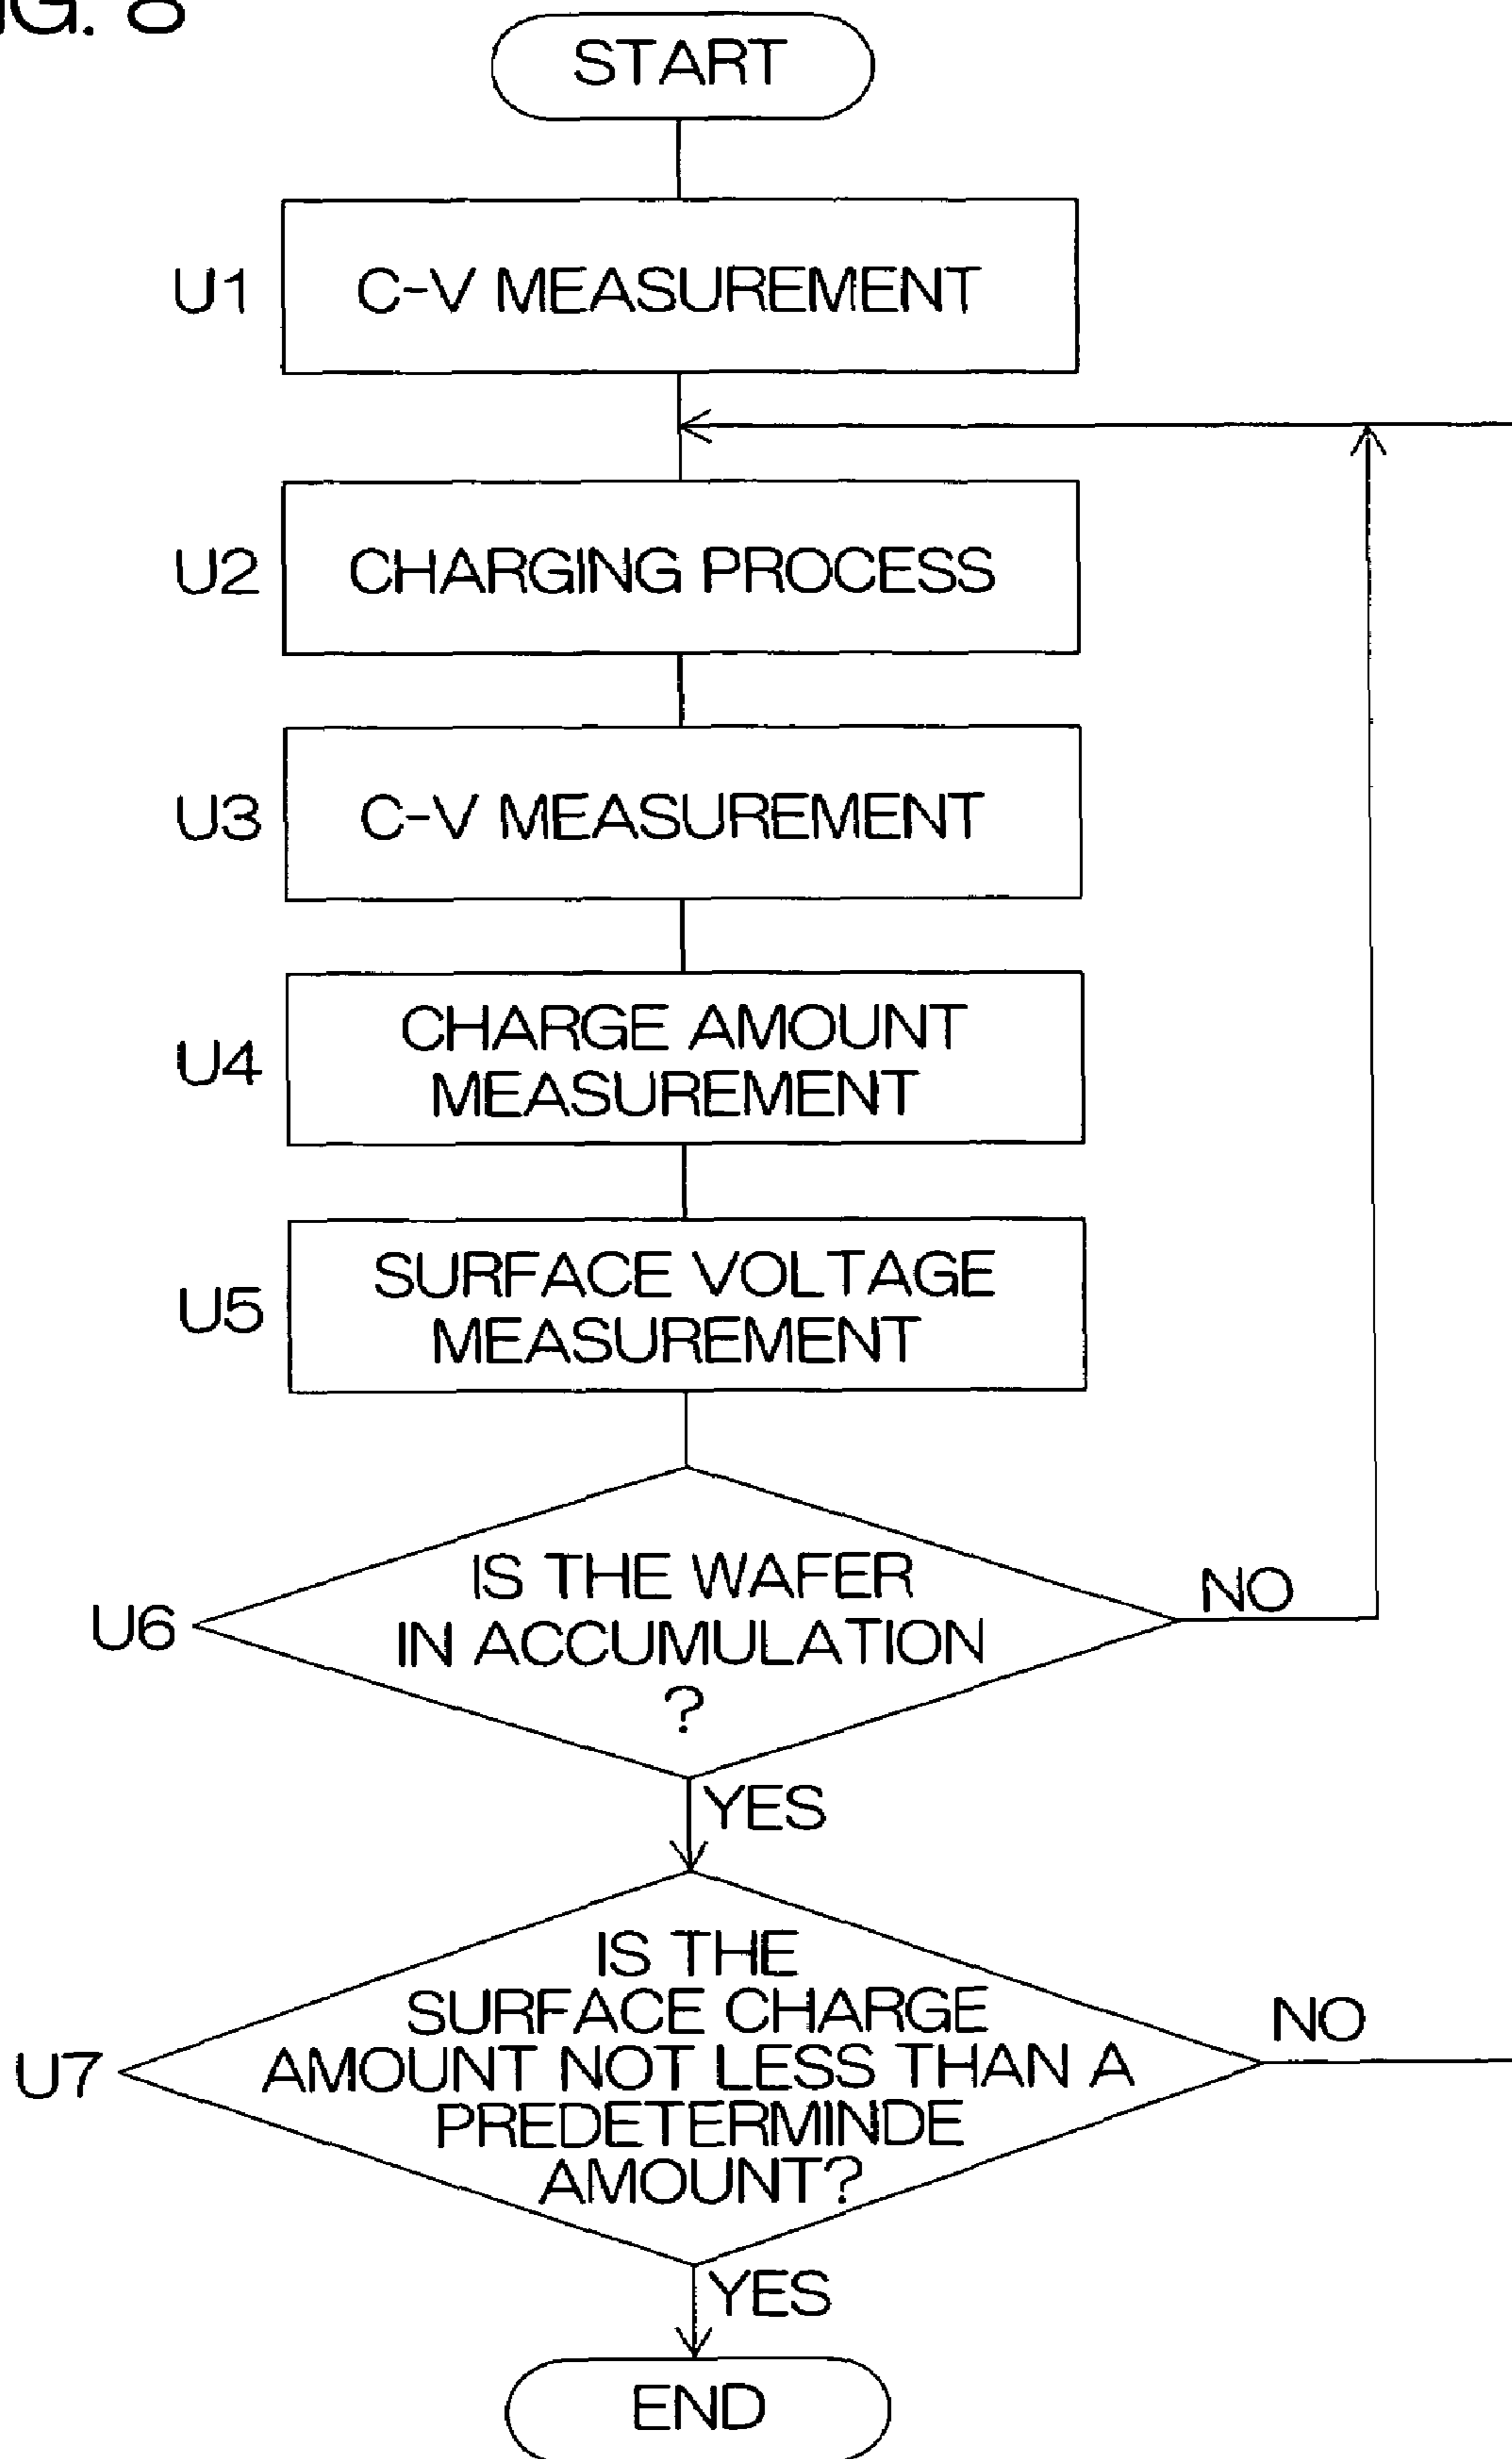 G. 8
START
U1
C-V MEASUREMENT
U2
CHARGING PROCESS
U3
C-V MEASUREMENT
U4
CHARGE AMOUNT
MEASUREMENT
U5
SURFACE VOLTAGE
MEASUREMENT
U6
IS THE WAFER
IN ACCUMULATION
?
NO
YES
U7
IS THE
SURFACE CHARGE
AMOUNT NOT LESS THAN A
PREDETERMINDE
AMOUNT?
NO
YES
END